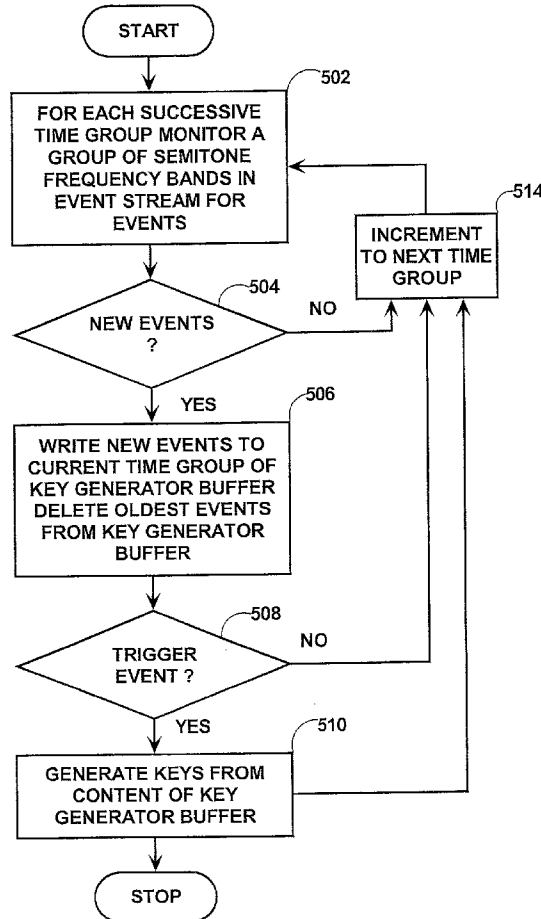 START
502
FOR EACH SUCCESSIVE
TIME GROUP MONITOR A
GROUP OF SEMITONE
FREQUENCY BANDS IN
EVENT STREAM FOR
EVENTS
514
INCREMENT
TO NEXT TIME
GROUP
504
NEW EVENTS
?
NO
YES
506
WRITE NEW EVENTS TO
CURRENT TIME GROUP OF
KEY GENERATOR BUFFER
DELETE OLDEST EVENTS
FROM KEY GENERATOR
BUFFER
508
TRIGGER
EVENT ?
NO
YES
510
GENERATE KEYS FROM
CONTENT OF KEY
GENERATOR BUFFER
STOP